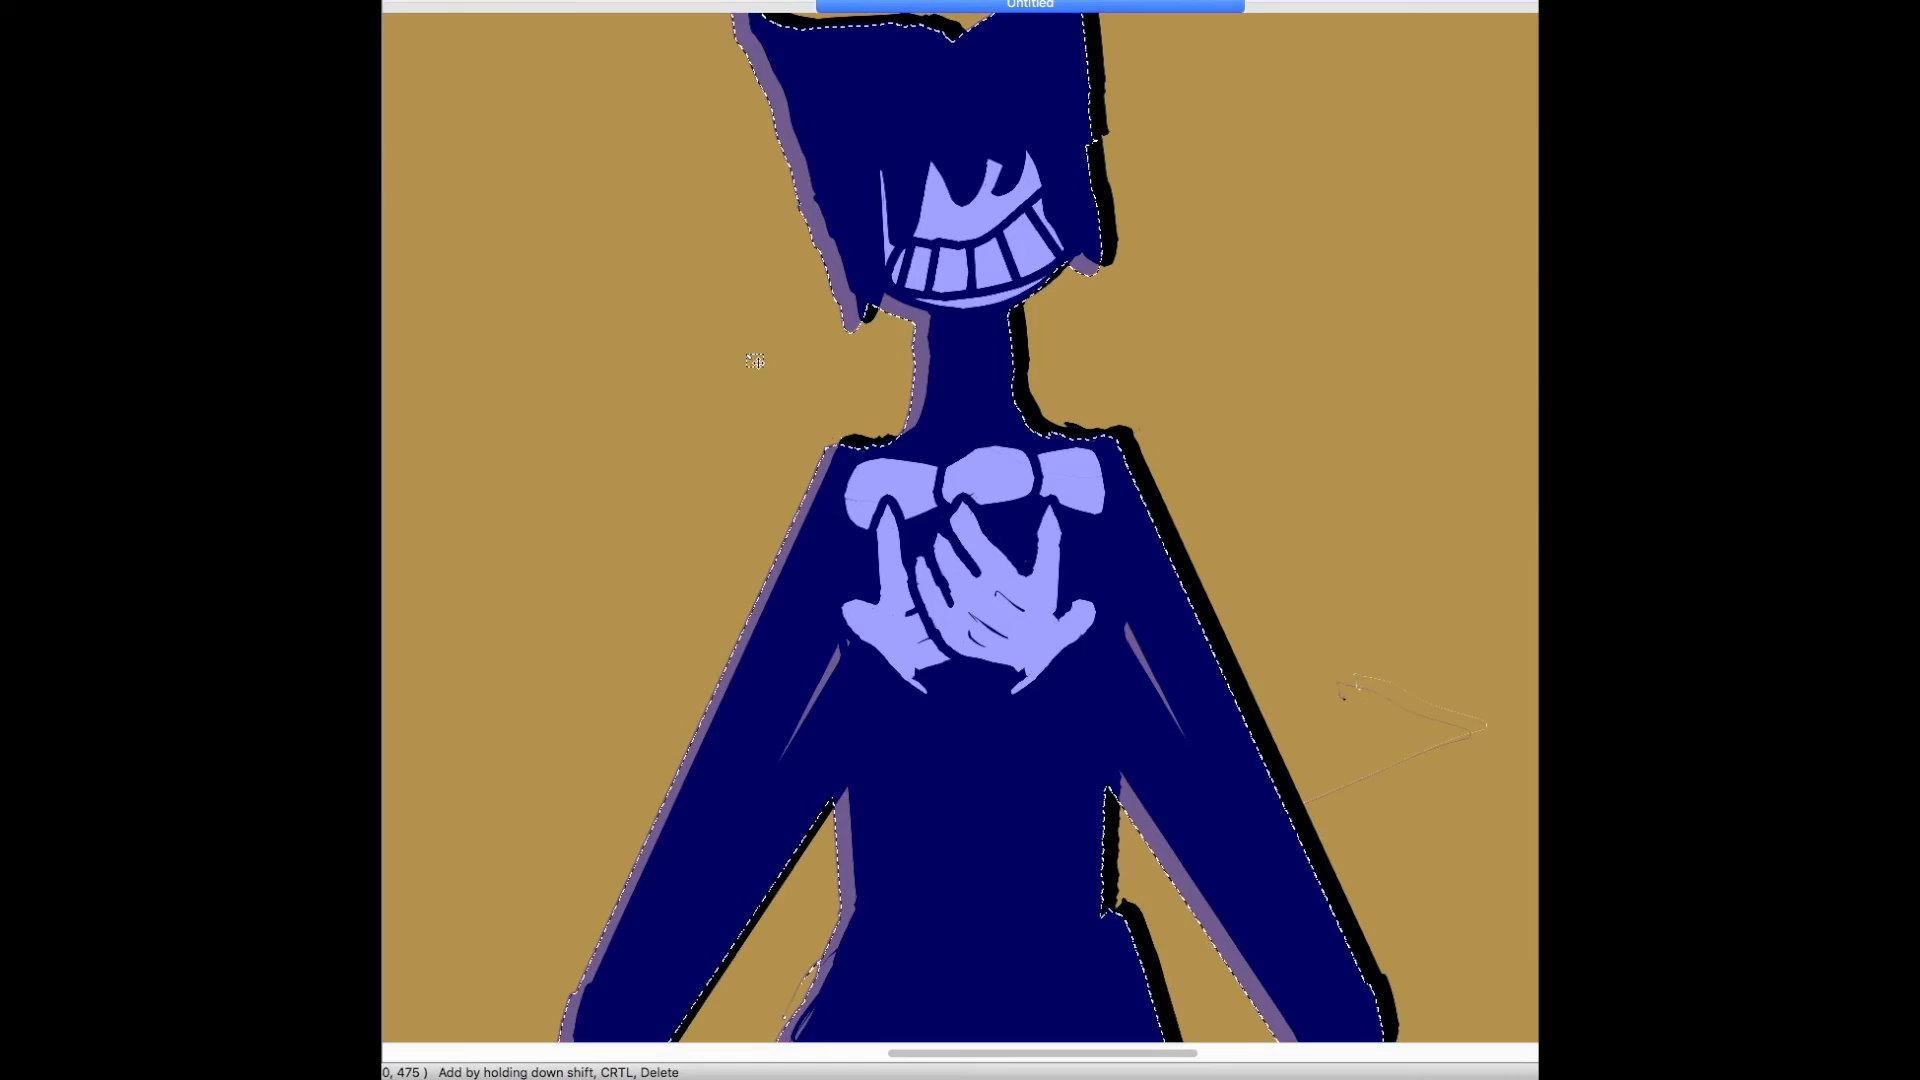 Untitled
0, 475 ) Add by holding down shift, CRTL, Delete